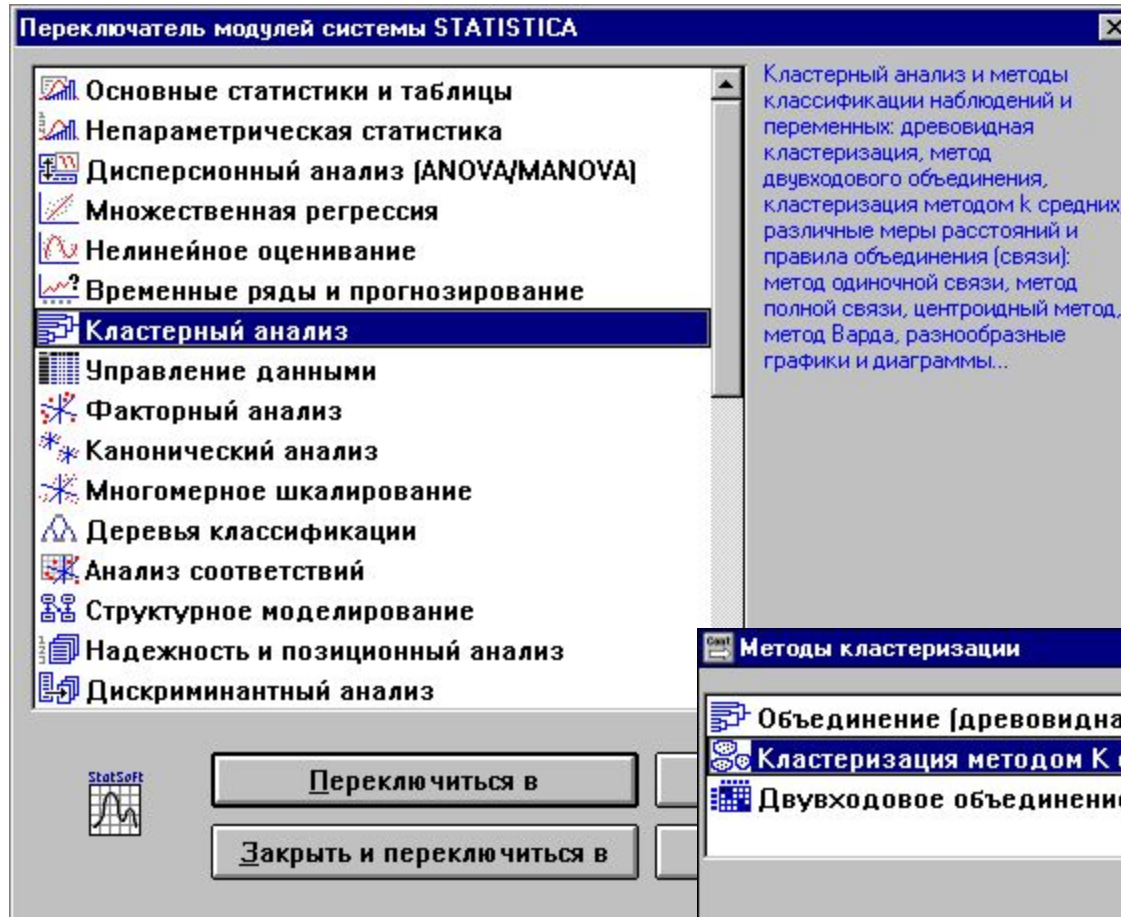 Переключатель модулей системы STATISTICA
Основные статистики и таблицы
Непараметрическая статистика
Дисперсионный анализ (ANOVA/MANOVA)
Множественная регрессия
Нелинейное оценивание
Временные ряды и прогнозирование
Кластерный анализ
Управление данными
Факторный анализ
Канонический анализ
Многомерное шкалирование
Деревья классификации
Анализ соответствий
Структурное моделирование
Надежность и позиционный анализ
Дискриминантный анализ
Кластерный анализ и методы
классификации наблюдений и
переменных: древовидная
кластеризация, метод
двувходового объединения,
кластеризация методом k средних,
различные меры расстояний и
правила объединения (связи):
метод одиночной связи, метод
полной связи, центроидный метод,
метод Варда, разнообразные
графики и диаграммы...
StatSoft
Переключиться в
Закрыть и переключиться в
Cont
Методы кластеризации
Объединение (древовидна
Кластеризация методом К
Двувходовое объединение